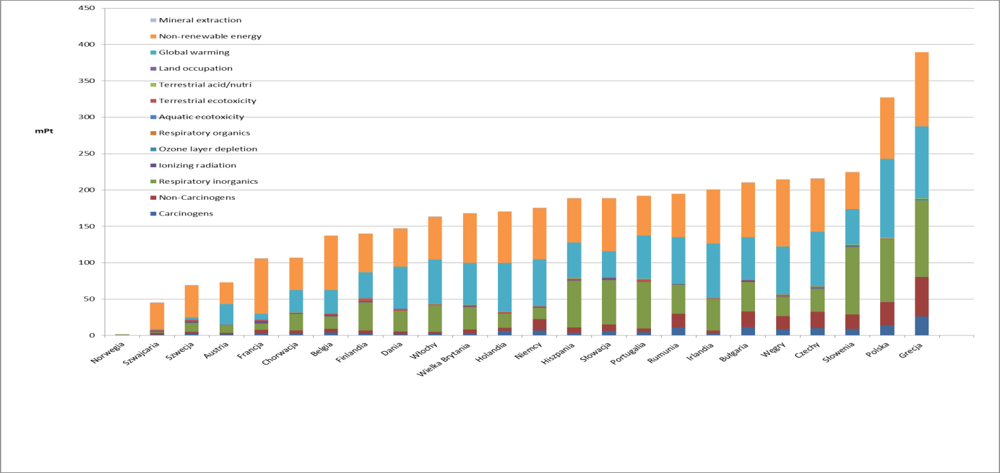 450
400
350
300
250
200
150
100
50
0
mPt
Mineral extraction
Non-renewable energy
Global warming
Land occupation
Terrestrial acid/nutri
Terrestrial ecotoxicity
Aquatic ecotoxicity
Respiratory organics
Ozone layer depletion
Ionizing radiation
Respiratory inorganics
Non-Carcinogens
Carcinogens
Norwegia
Szwajcaria
Szwecja
Austria
Francja
Chorwacja
Belgia
Finlandia
Dania
Włochy
Wielka Brytania
Holandia
Niemcy
Hiszpania
Słowacja
Portugalia
Rumunia
Irlandia
Bułgaria
Węgry
Czechy
Słowenia
Polska
Grecja